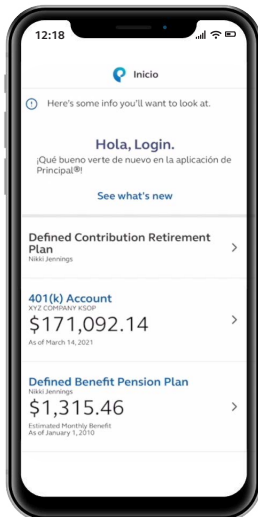 12:18
Inicio
Here's some info you'll want to look at.
Hola, Login.
¡Qué bueno verte de nuevo en la aplicación de
Principal®!
See what's new
Defined Contribution Retirement
Plan
Nikki Jennings
401(k) Account
XYZ COMPANY KSOP
$171,092.14
As of March 14, 2021
Defined Benefit Pension Plan
Nikki Jennings
$1,315.46
Estimated Monthly Benefit
As of January 1, 2010